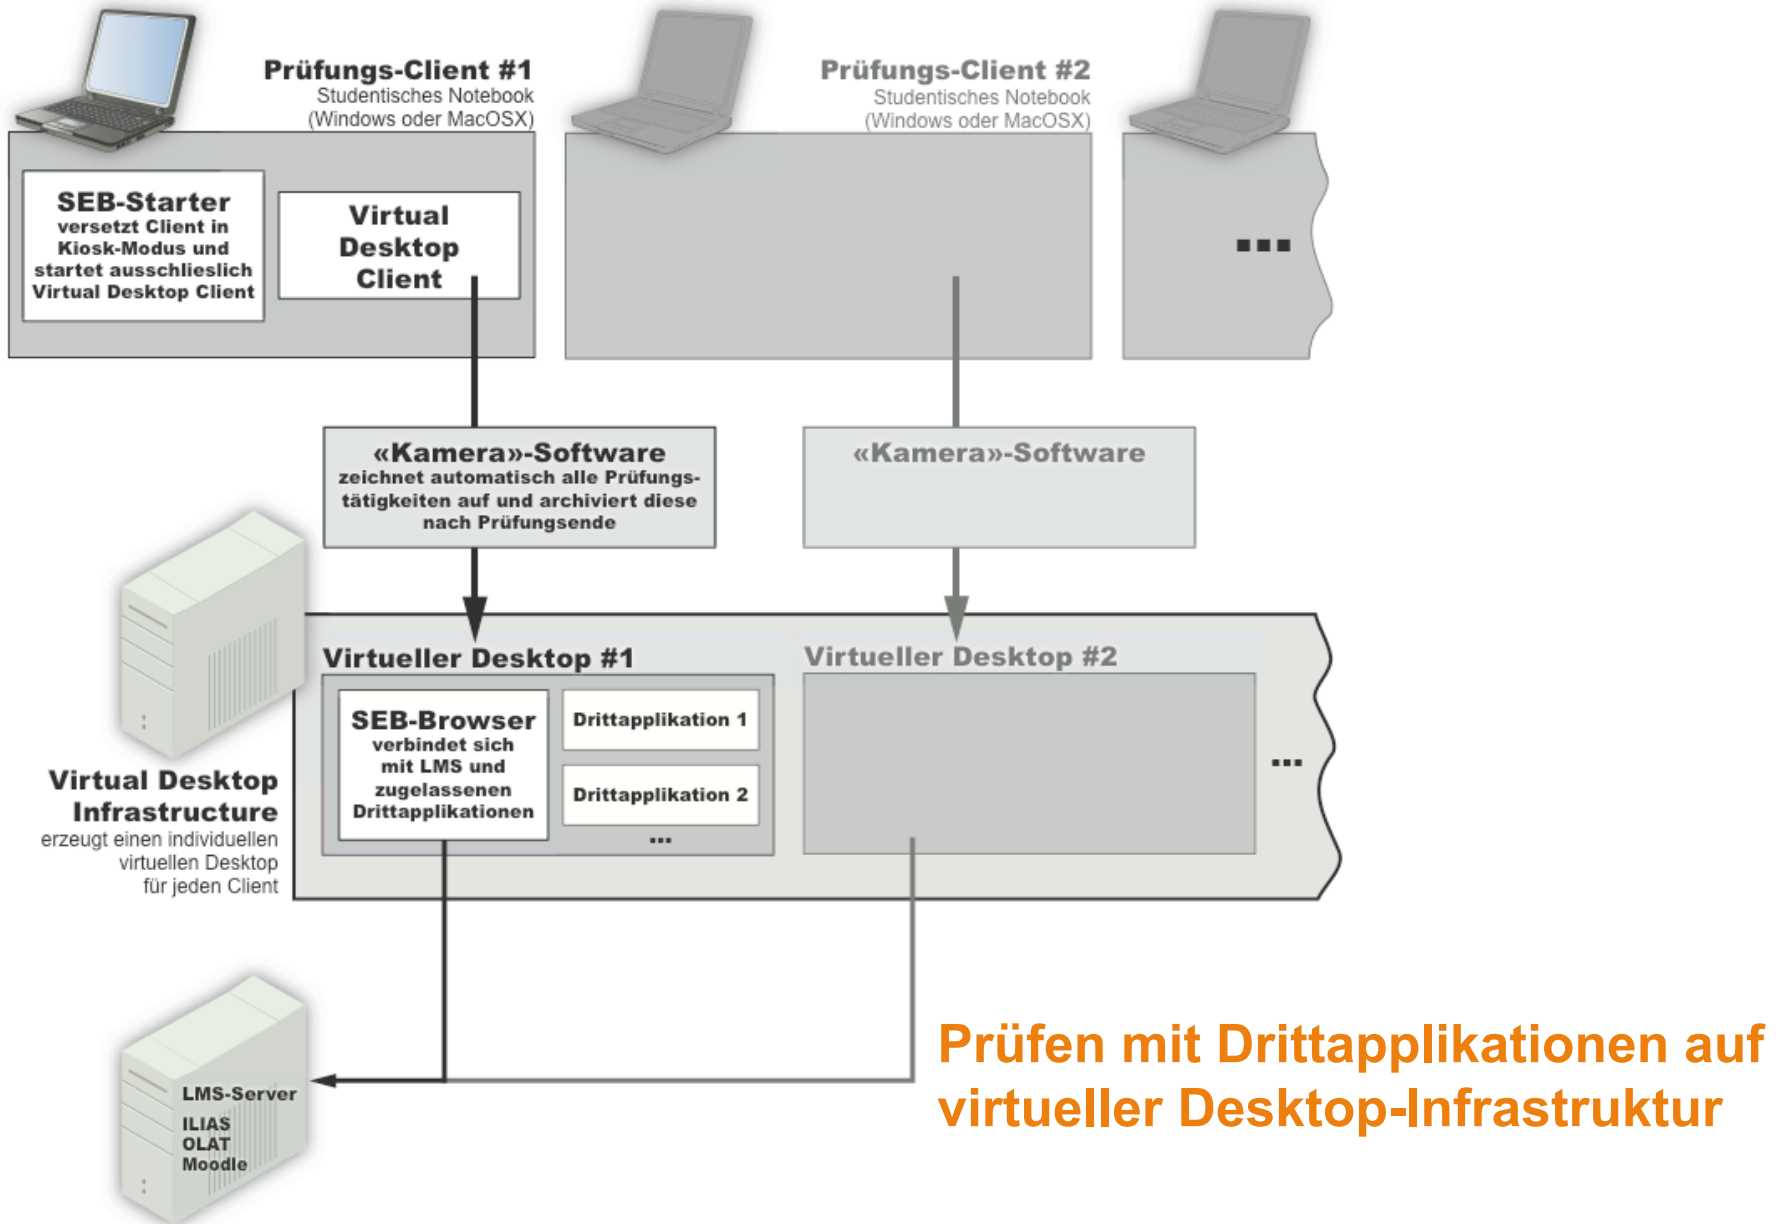 Prüfungs-Client #1
Studentisches Notebook
(Windows oder MacOSX)
Prüfungs-Client #2
Studentisches Notebook
(Windows oder MacOSX)
SEB-Starter
versetzt Client in
Kiosk-Modus und
startet ausschlieslich
Virtual Desktop Client
Virtual
Desktop
Client
...
«Kamera»-Software
zeichnet automatisch alle Prüfungs-
tätigkeiten auf und archiviert diese
nach Prüfungsende
«Kamera»-Software
Virtueller Desktop #1
Virtueller Desktop #2
SEB-Browser
verbindet sich
mit LMS und
zugelassenen
Drittapplikationen
Drittapplikation 1
Drittapplikation 2
...
...
Virtual Desktop
Infrastructure
erzeugt einen individuellen
virtuellen Desktop
für jeden Client
LMS-Server
ILIAS
OLAT
Moodle
Prüfen mit Drittapplikationen auf
virtueller Desktop-Infrastruktur